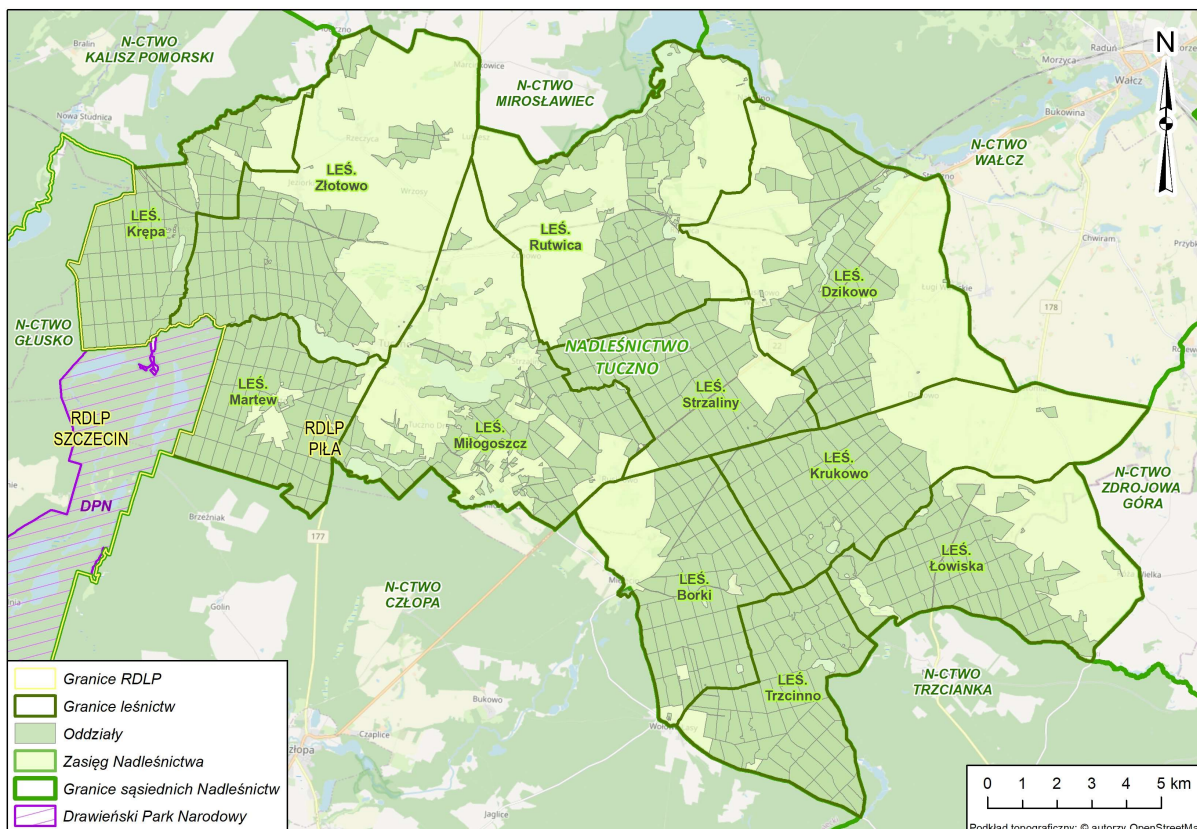 N-CTWO
KALISZ POMORSKI
Bralin
Nowa Studnica
N-CTWO
MIROSŁAWIEC
Raduń
Morzyca
Wałcz
Bukowina
N
N-CTWO
WAŁCZ
Chwiram
178
LEŚ.
Złotowo
Rzeczyca
Wrzosy
LEŚ.
Krępa
LEŚ.
Rutwica
LEŚ.
Dzikowo
22
N-CTWO
GŁUSKO
NADLEŚNICTWO
TUCZNO
LEŚ.
Martew
LEŚ.
Strzaliny
RDLP
SZCZECIN
RDLP
PIŁA
LEŚ.
Miłogoszcz
LEŚ.
Krukowo
N-CTWO
ZDROJOWA
GÓRA
DPN
Brzeźniak
177
LEŚ.
Łowiska
LEŚ.
Borki
N-CTWO
CZŁOPA
Golin
N-CTWO
TRZCIANKA
LEŚ.
Trzcinno
Bukowo
Czaplice
Jaglice
Granice RDLP
Granice leśnictw
Oddziały
Zasięg Nadleśnictwa
Granice sąsiednich Nadleśnictw
Drawieński Park Narodowy
0 1 2 3 4 5 km
Podkład topograficzny: © autorzy OpenStreetMa